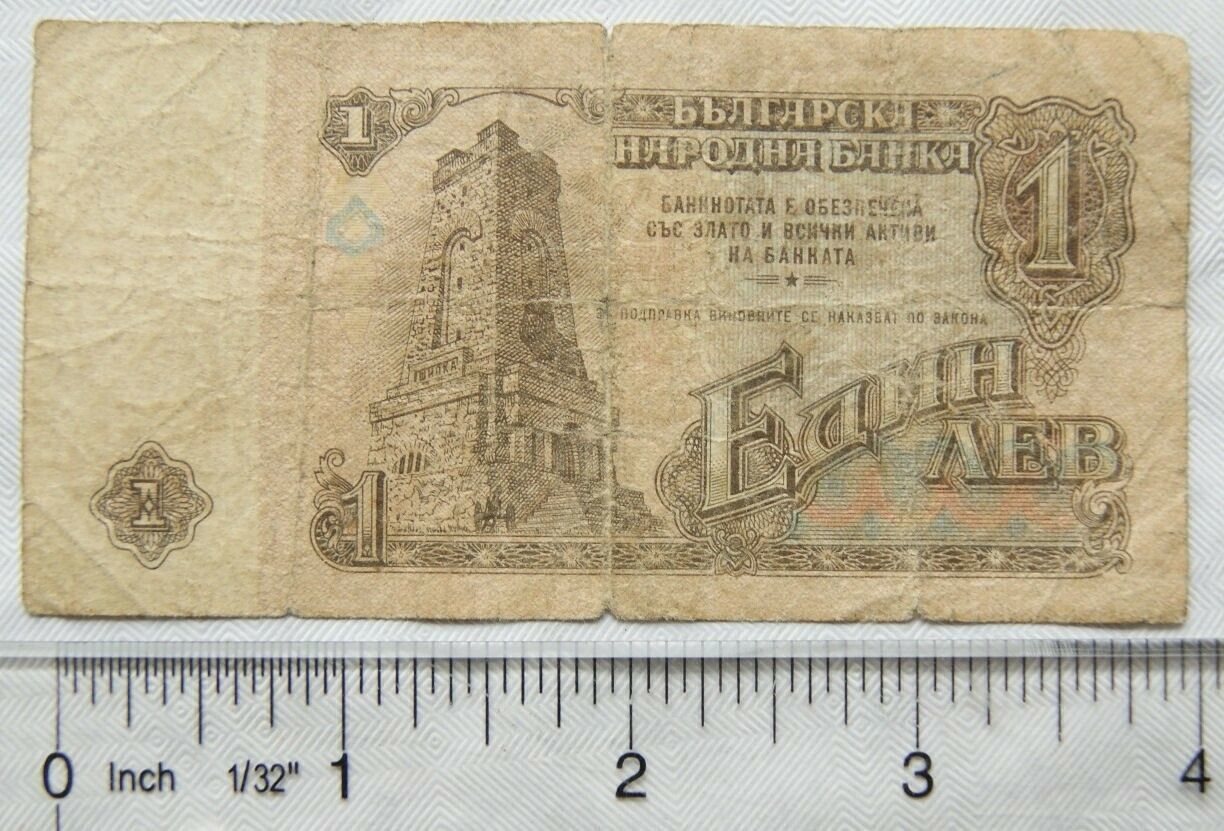 1
БЪЛГАРСКА
НАРОДНА БАНКА
1
БАНКНОТАТА Е ОБЕЗПЕЧЕНА
СЪС ЗЛАТО И ВСИЧКИ АКТИВИ
НА БАНКАТА
ЗА ПОДПРАВКА ВИНОВНИТЕ СЕ НАКАЗВАТ ПО ЗАКОНА
ШИПКА
ЕДИН
ЛЕВ
1
1
0 Inch 1/32" 1 2 3 4